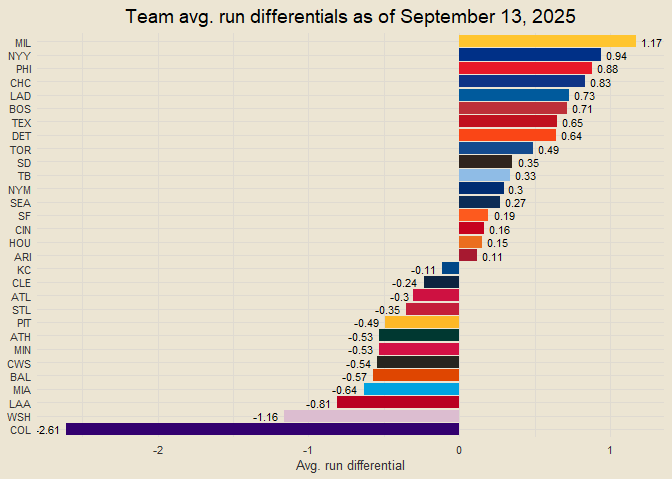 Team avg. run differentials as of September 13, 2025
MIL 1.17
NYY 0.94
PHI 0.88
CHC 0.83
LAD 0.73
BOS 0.71
TEX 0.65
DET 0.64
TOR 0.49
SD 0.35
TB 0.33
NYM 0.3
SEA 0.27
SF 0.19
CIN 0.16
HOU 0.15
ARI 0.11
KC -0.11
CLE -0.24
ATL -0.3
STL -0.35
PIT -0.49
ATH -0.53
MIN -0.53
CWS -0.54
BAL -0.57
MIA -0.64
LAA -0.81
WSH -1.16
COL -2.61
-2 -1 0 1
Avg. run differential